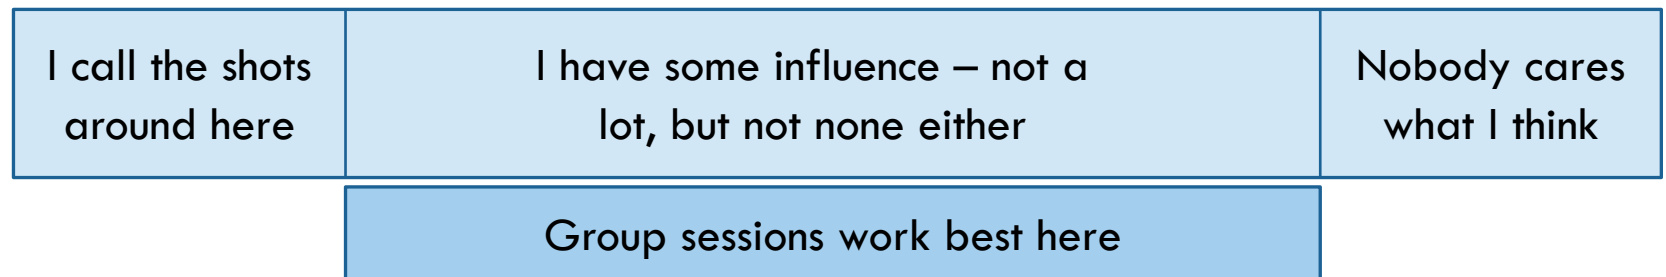 I call the shots
around here
I have some influence – not a
lot, but not none either
Nobody cares
what I think
Group sessions work best here